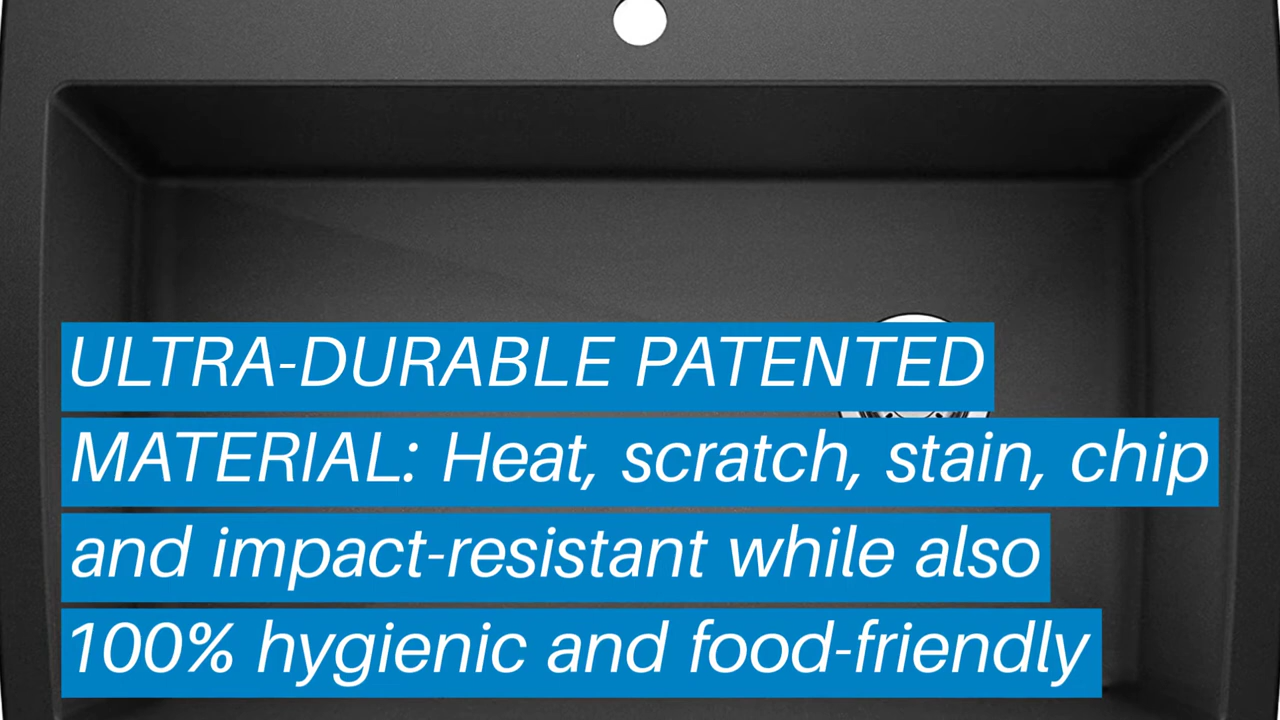 ULTRA-DURABLE PATENTED
MATERIAL: Heat, scratch, stain, chip
and impact-resistant while also
100% hygienic and food-friendly